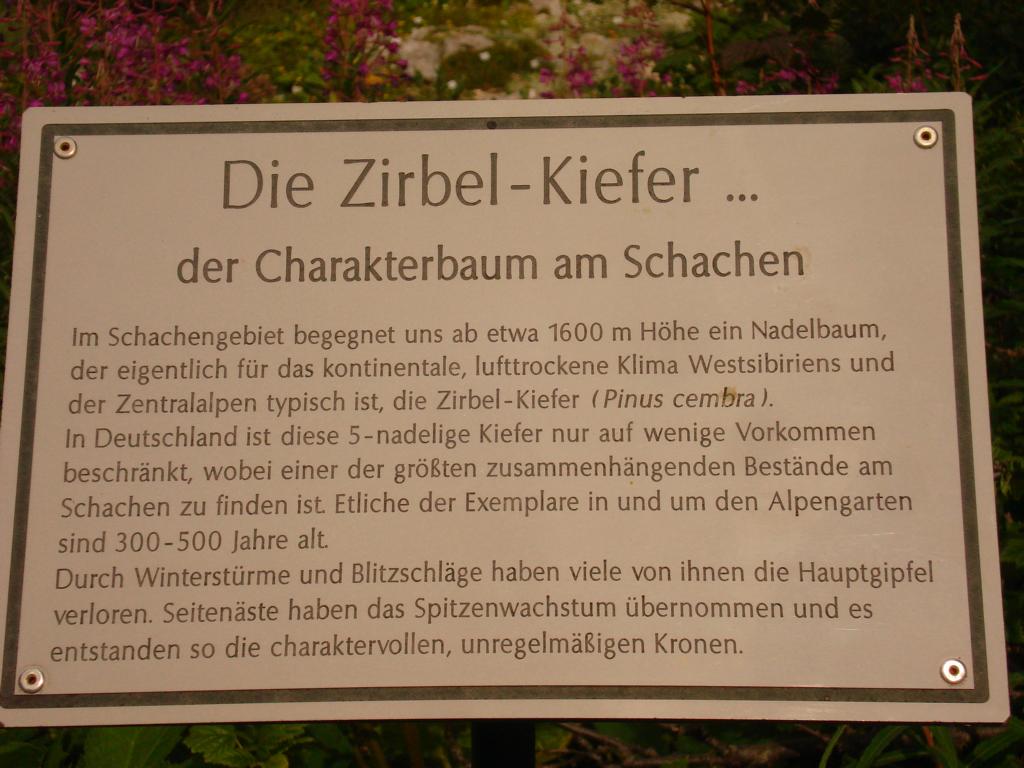 Die Zirbel-Kiefer ...
der Charakterbaum am Schachen
Im Schachengebiet begegnet uns ab etwa 1600 m Höhe ein Nadelbaum,
der eigentlich für das kontinentale, lufttrockene Klima Westsibiriens und
der Zentralalpen typisch ist, die Zirbel-Kiefer (Pinus cembra).
In Deutschland ist diese 5-nadelige Kiefer nur auf wenige Vorkommen
beschränkt, wobei einer der größten zusammenhängenden Bestände am
Schachen zu finden ist. Etliche der Exemplare in und um den Alpengarten
sind 300-500 Jahre alt.
Durch Winterstürme und Blitzschläge haben viele von ihnen die Hauptgipfel
verloren. Seitenäste haben das Spitzenwachstum übernommen und es
entstanden so die charaktervollen, unregelmäßigen Kronen.